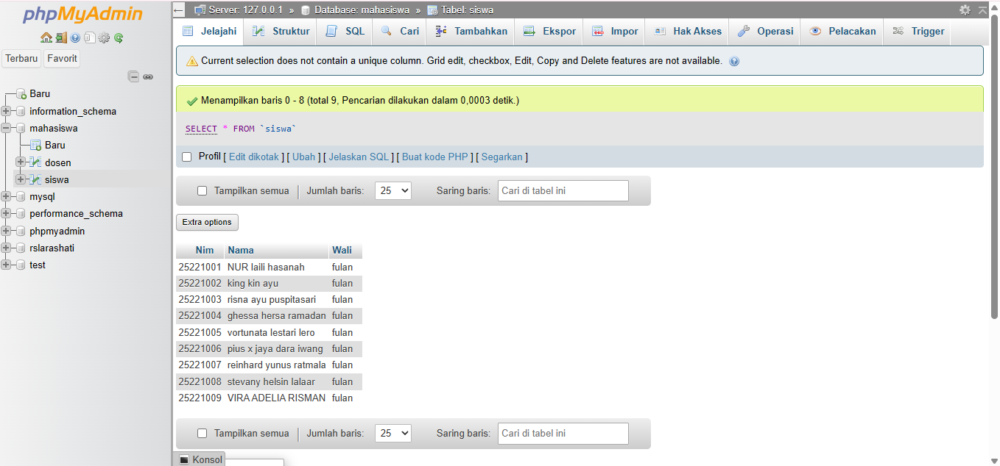 phpMyAdmin
Terbaru Favorit
Baru
information_schema
mahasiswa
Baru
dosen
siswa
mysql
performance_schema
phpmyadmin
rslarashati
test
Server: 127.0.0.1 » Database: mahasiswa » Tabel: siswa
Jelajahi Struktur SQL Cari Tambahkan Ekspor Impor Hak Akses Operasi Pelacakan Trigger
Current selection does not contain a unique column. Grid edit, checkbox, Edit, Copy and Delete features are not available.
Menampilkan baris 0 - 8 (total 9, Pencarian dilakukan dalam 0,0003 detik.)
SELECT * FROM `siswa`
Profil [ Edit dikotak ] [ Ubah ] [ Jelaskan SQL ] [ Buat kode PHP ] [ Segarkan ]
Tampilkan semua | Jumlah baris: 25 Saring baris: Cari di tabel ini
Extra options
Nim Nama Wali
25221001 NUR laili hasanah fulan
25221002 king kin ayu fulan
25221003 risna ayu puspitasari fulan
25221004 ghessa hersa ramadan fulan
25221005 vortunata lestari lero fulan
25221006 pius x jaya dara iwang fulan
25221007 reinhard yunus ratmala fulan
25221008 stevany helsin lalaar fulan
25221009 VIRA ADELIA RISMAN fulan
Tampilkan semua | Jumlah baris: 25 Saring baris: Cari di tabel ini
Konsol